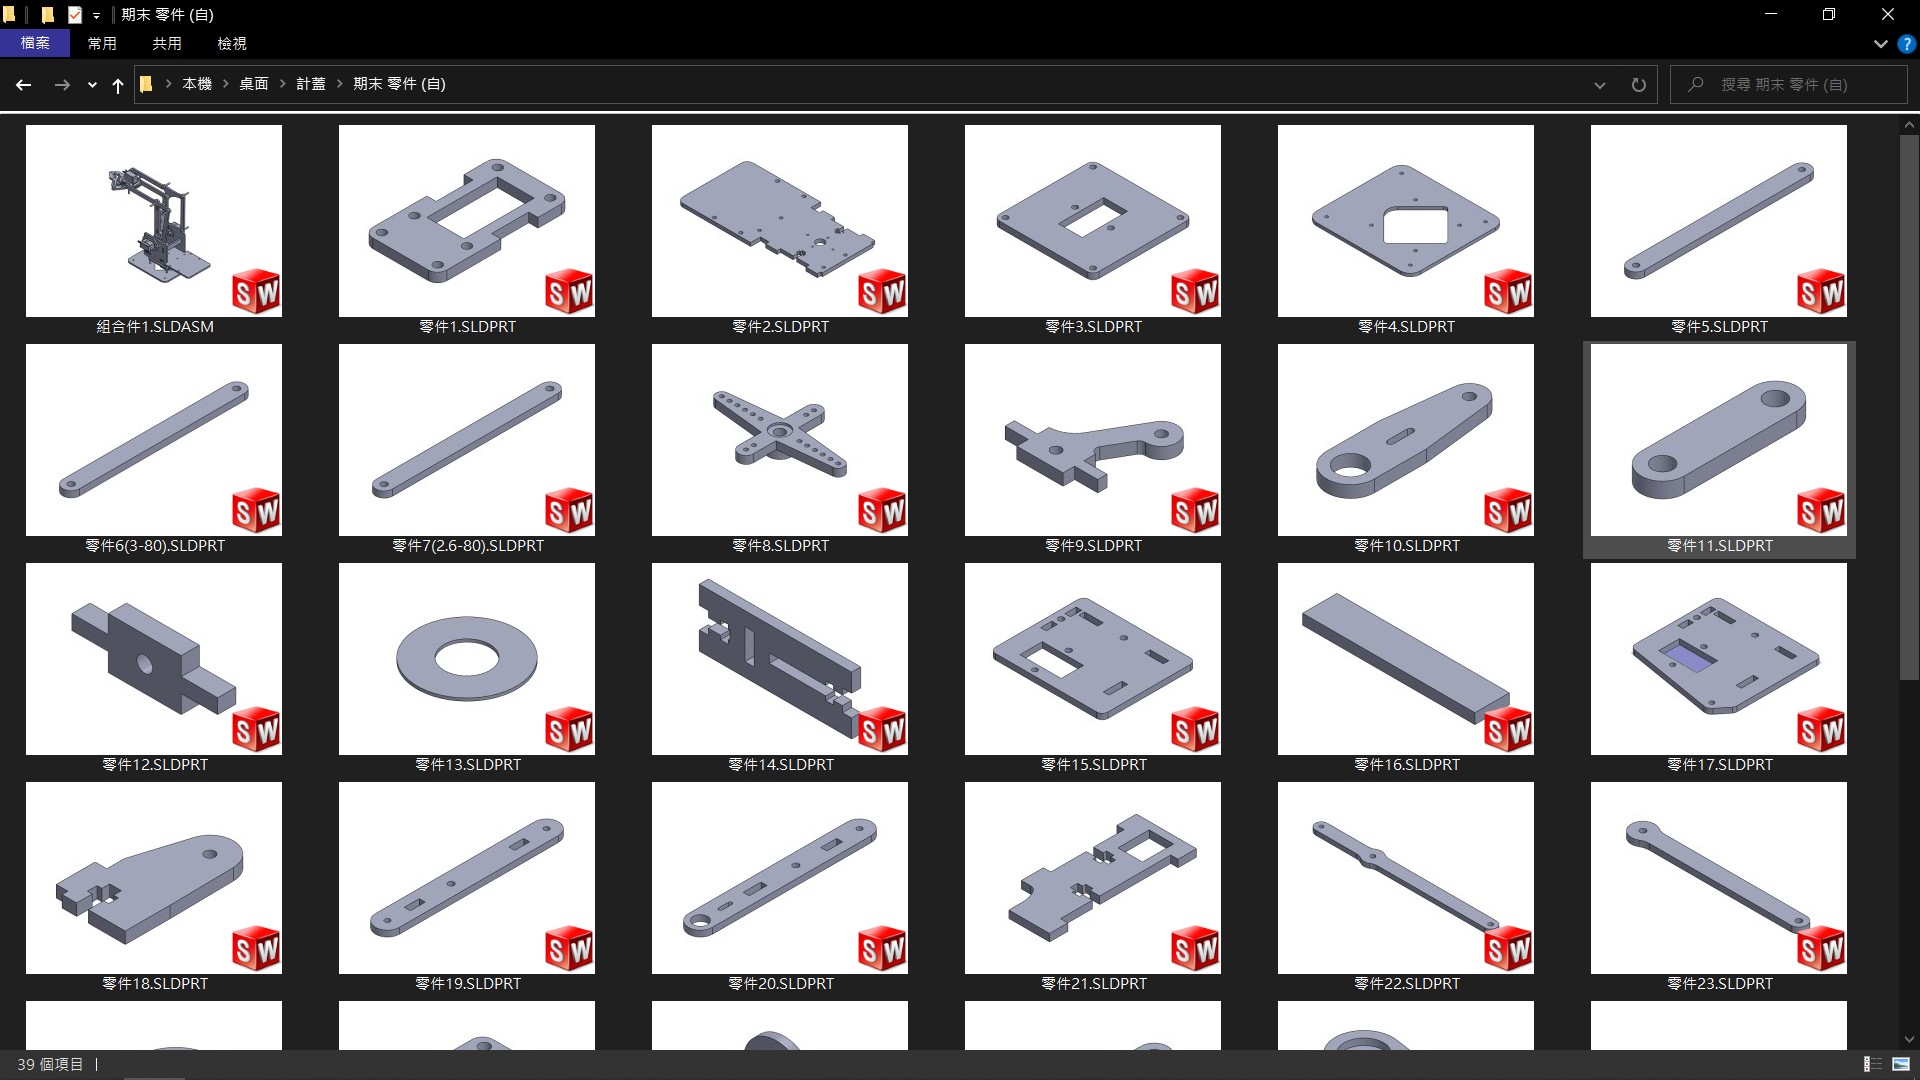 期末 零件 (自)
檔案 常用 共用 檢視
本機 桌面 計蓋 期末 零件 (自) 搜尋 期末 零件 (自)
組合件1.SLDASM 零件1.SLDPRT 零件2.SLDPRT 零件3.SLDPRT 零件4.SLDPRT 零件5.SLDPRT
零件6(3-80).SLDPRT 零件7(2.6-80).SLDPRT 零件8.SLDPRT 零件9.SLDPRT 零件10.SLDPRT 零件11.SLDPRT
零件12.SLDPRT 零件13.SLDPRT 零件14.SLDPRT 零件15.SLDPRT 零件16.SLDPRT 零件17.SLDPRT
零件18.SLDPRT 零件19.SLDPRT 零件20.SLDPRT 零件21.SLDPRT 零件22.SLDPRT 零件23.SLDPRT
39 個項目